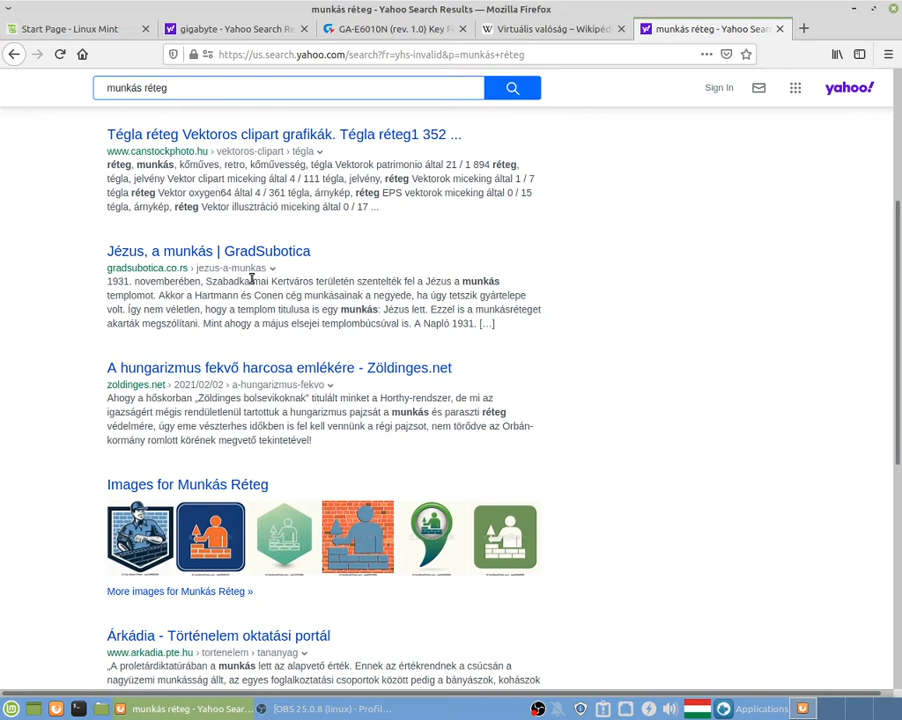 munkás réteg - Yahoo Search Results — Mozilla Firefox
Start Page - Linux Mint
gigabyte - Yahoo Search Re
GA-E6010N (rev. 1.0) Key F
Virtuális valóság – Wikipéd
munkás réteg - Yahoo Sear
https://us.search.yahoo.com/search?fr=yhs-invalid&p=munkás+réteg
munkás réteg
Sign In
yahoo!
Tégla réteg Vektoros clipart grafikák. Tégla réteg1 352 ...
www.canstockphoto.hu › vektoros-clipart › tégla
réteg, munkás, kőműves, retro, kőművesség, tégla Vektorok patrimonio által 21 / 1 894 réteg,
tégla, jelvény Vektor clipart miceking által 4 / 111 tégla, jelvény, réteg Vektorok miceking által 1 / 7
tégla réteg Vektor oxygen64 által 4 / 361 tégla, árnykép, réteg EPS vektorok miceking által 0 / 15
tégla, árnykép, réteg Vektor illusztráció miceking által 0 / 17 ...
Jézus, a munkás | GradSubotica
gradsubotica.co.rs › jezus-a-munkas
1931. novemberében, Szabadkamai Kertváros területén szentelték fel a Jézus a munkás
templomot. Akkor a Hartmann és Conen cég munkásainak a negyede, ha úgy tetszik gyártelepe
volt. Így nem véletlen, hogy a templom titulusa is egy munkás: Jézus lett. Ezzel is a munkásréteget
akarták megszólítani. Mint ahogy a május elsejei templombúcsúval is. A Napló 1931. […]
A hungarizmus fekvő harcosa emlékére - Zöldinges.net
zoldinges.net › 2021/02/02 › a-hungarizmus-fekvo
Ahogy a hőskorban „Zöldinges bolsevikoknak” titulált minket a Horthy-rendszer, de mi az
igazságért mégis rendületlenül tartottuk a hungarizmus pajzsát a munkás és paraszti réteg
védelmére, úgy eme vészterhes időkben is fel kell vennünk a régi pajzsot, nem törődve az Orbán-
kormány romlott körének megvető tekintetével!
Images for Munkás Réteg
More images for Munkás Réteg »
Árkádia - Történelem oktatási portál
www.arkadia.pte.hu › tortenelem › tananyag
„A proletárdiktatúrában a munkás lett az alapvető érték. Ennek az értékrendnek a csúcsán a
nagyüzemi munkásság állt, az egyes foglalkoztatási csoportok között pedig a bányászok, kohászok
munkás réteg - Yahoo Sear...
[OBS 25.0.8 (linux) - Profil...
Applications